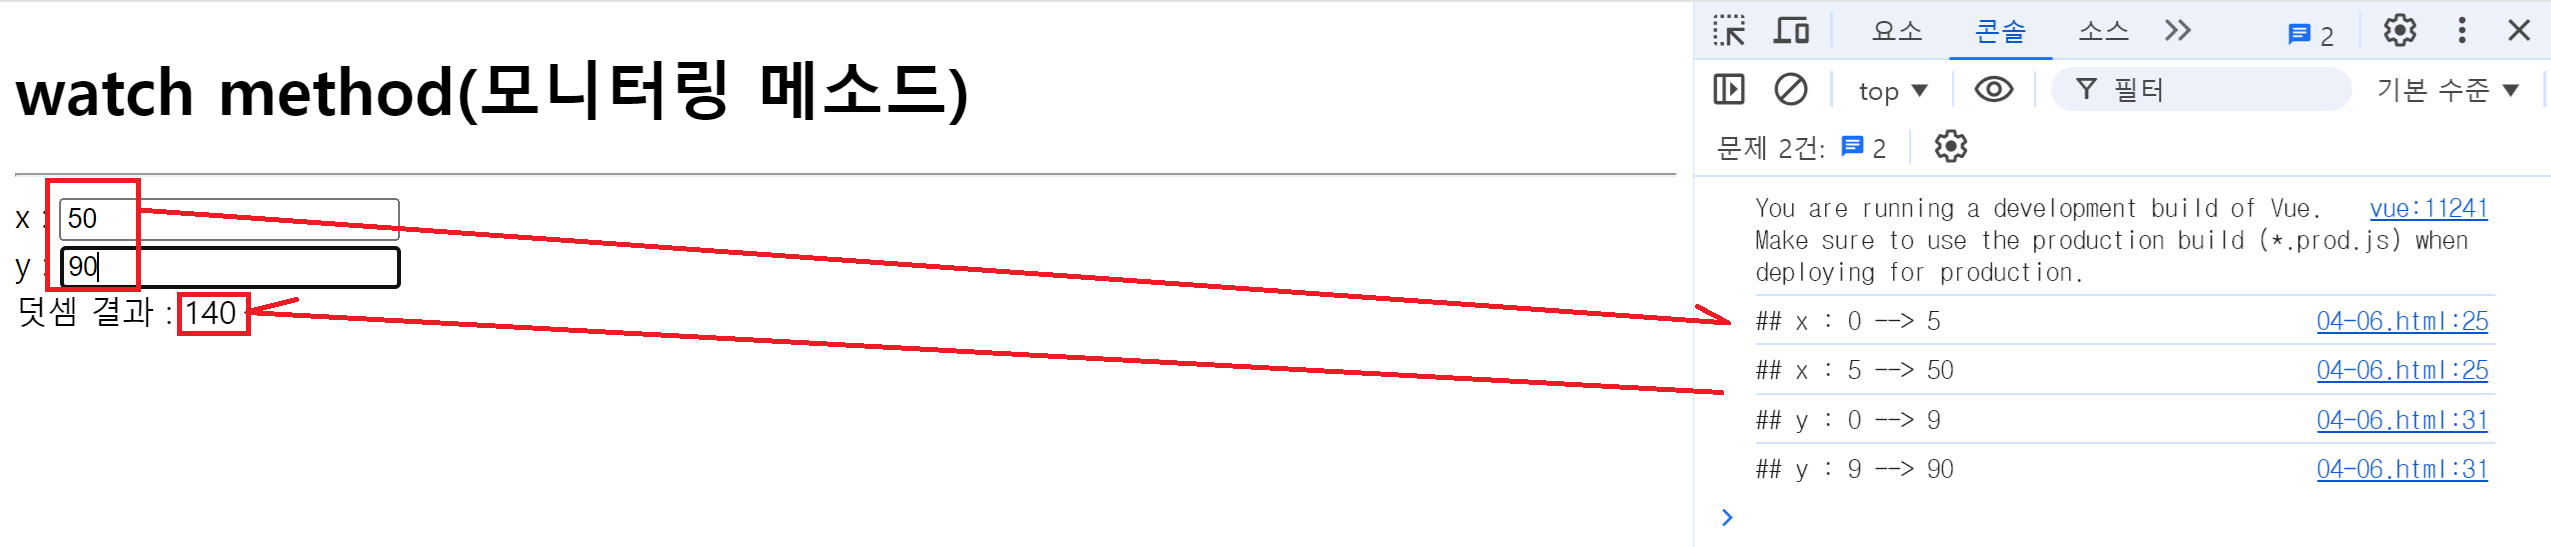 watch method(모니터링 메소드)
x : 50
y : 90
덧셈 결과 : 140
요소 콘솔 소스 2
top 필터 기본 수준
문제 2건: 2
You are running a development build of Vue. vue:11241
Make sure to use the production build (*.prod.js) when
deploying for production.
## x : 0 --> 5 04-06.html:25
## x : 5 --> 50 04-06.html:25
## y : 0 --> 9 04-06.html:31
## y : 9 --> 90 04-06.html:31